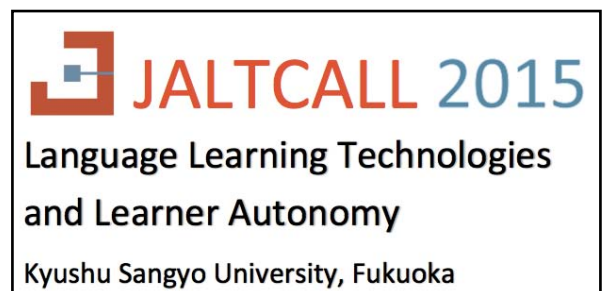 JALTCALL 2015
Language Learning Technologies
and Learner Autonomy
Kyushu Sangyo University, Fukuoka